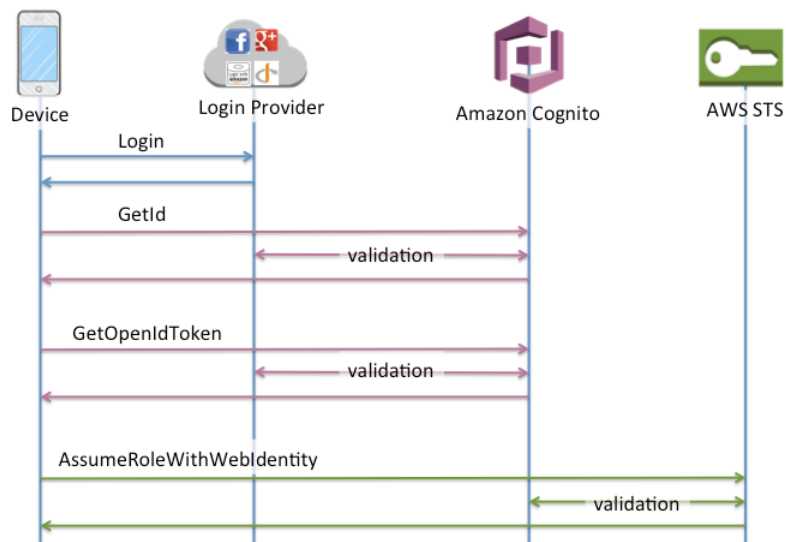 Device
Login Provider
Amazon Cognito
AWS STS
Login
GetId
validation
GetOpenIdToken
validation
AssumeRoleWithWebIdentity
validation